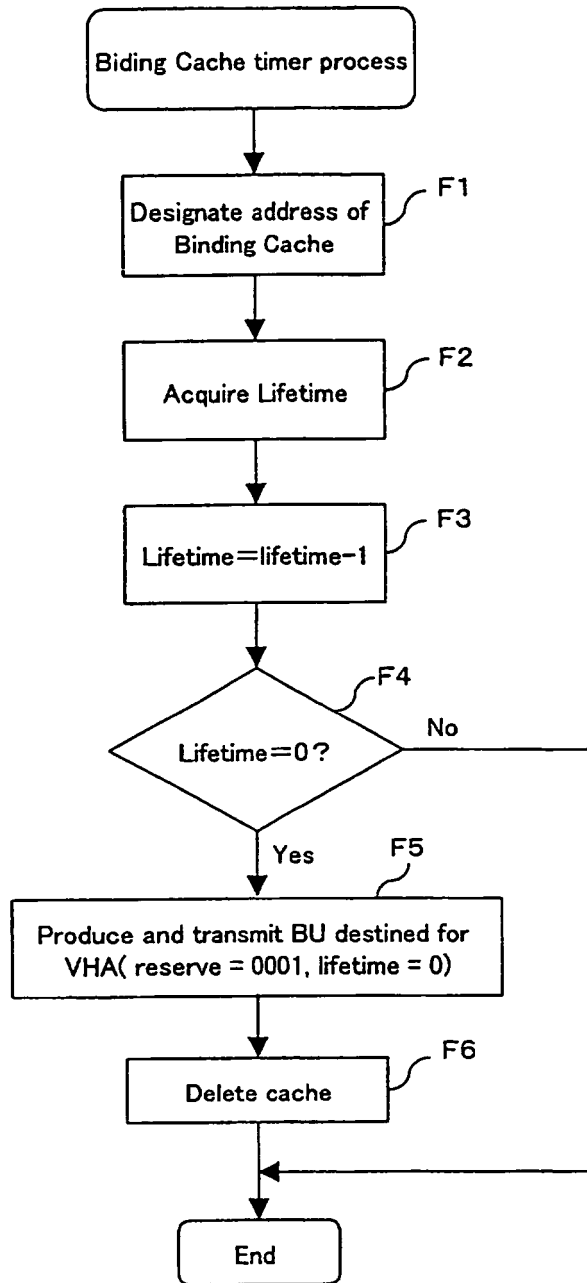 Biding Cache timer process
F1
Designate address of
Binding Cache
F2
Acquire Lifetime
F3
Lifetime=lifetime-1
F4
Lifetime=0?
No
Yes
F5
Produce and transmit BU destined for
VHA( reserve = 0001, lifetime = 0)
F6
Delete cache
End